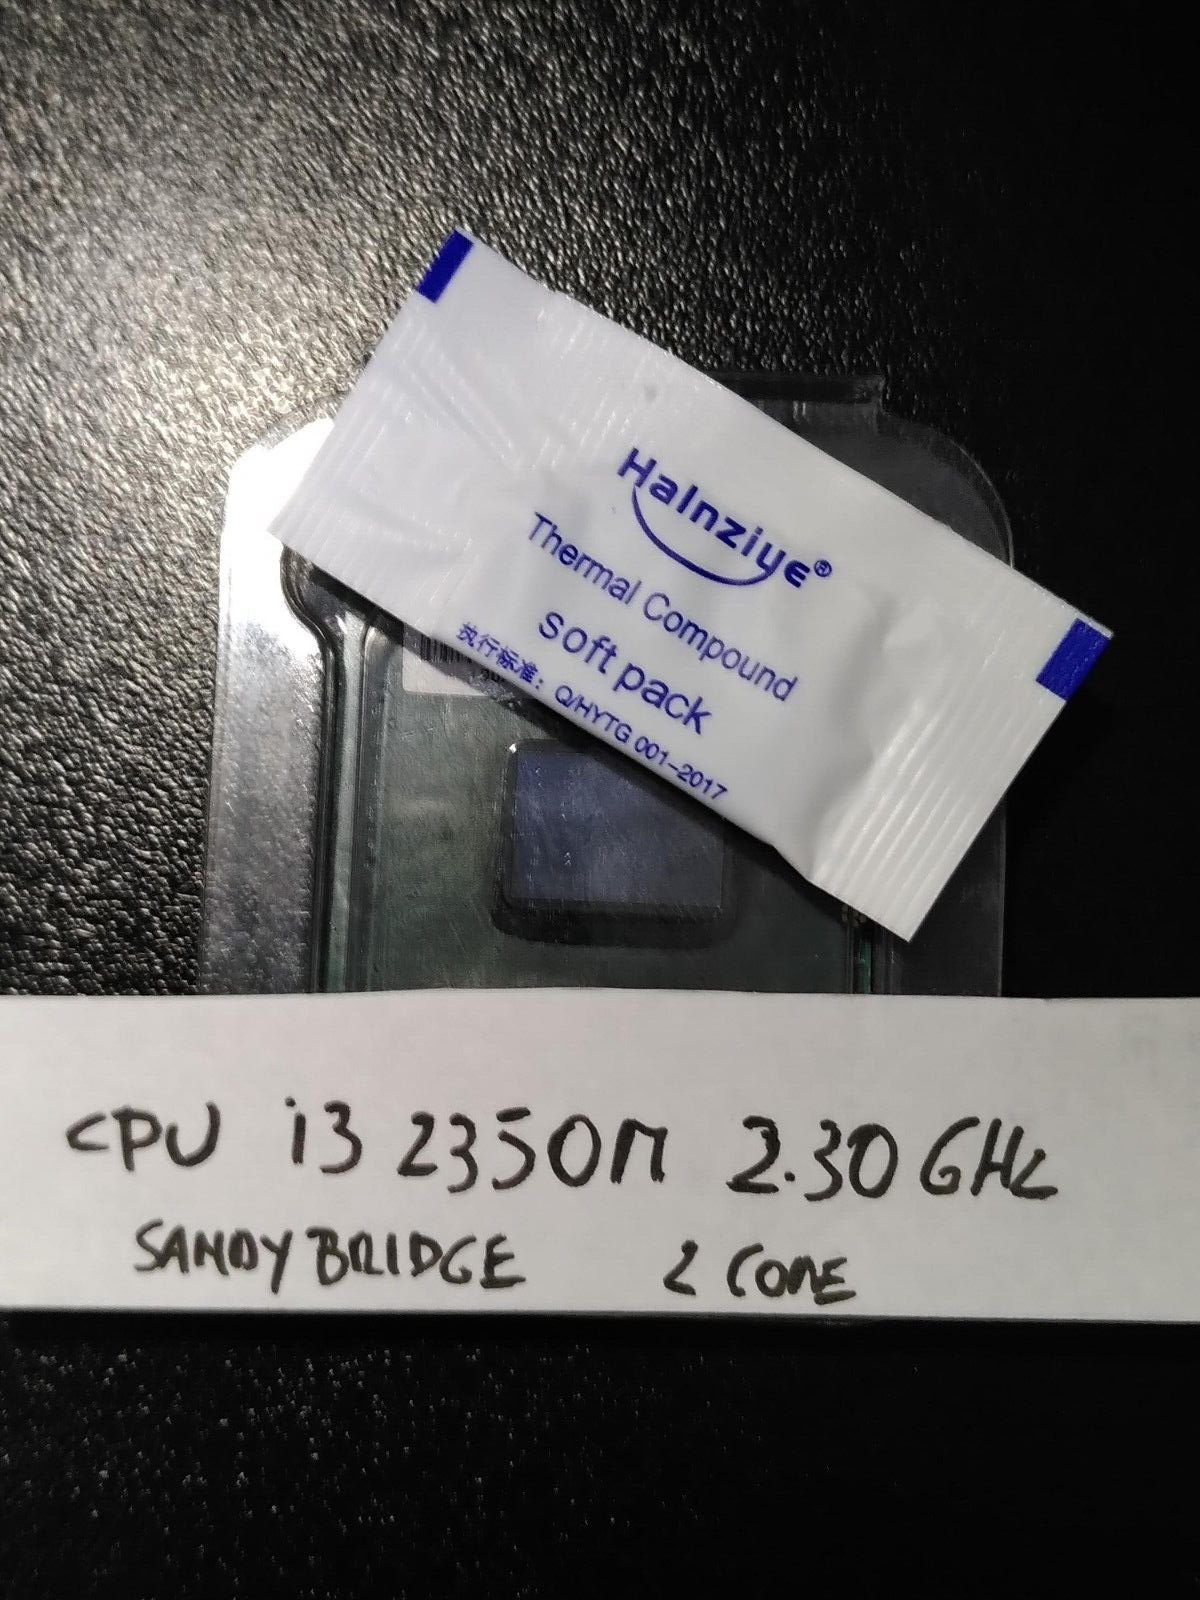 Halnziye®
Thermal Compound
soft pack
执行标准：Q/HYTG 001-2017
CPU i3 2350M 2.30 GHz
SANDY BRIDGE 2 CORE